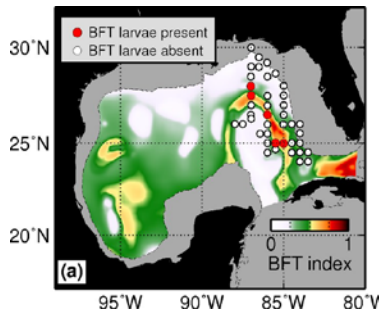 BFT larvae present
BFT larvae absent
30°N
25°N
20°N
(a)
0 1
BFT index
95°W 90°W 85°W 80°W